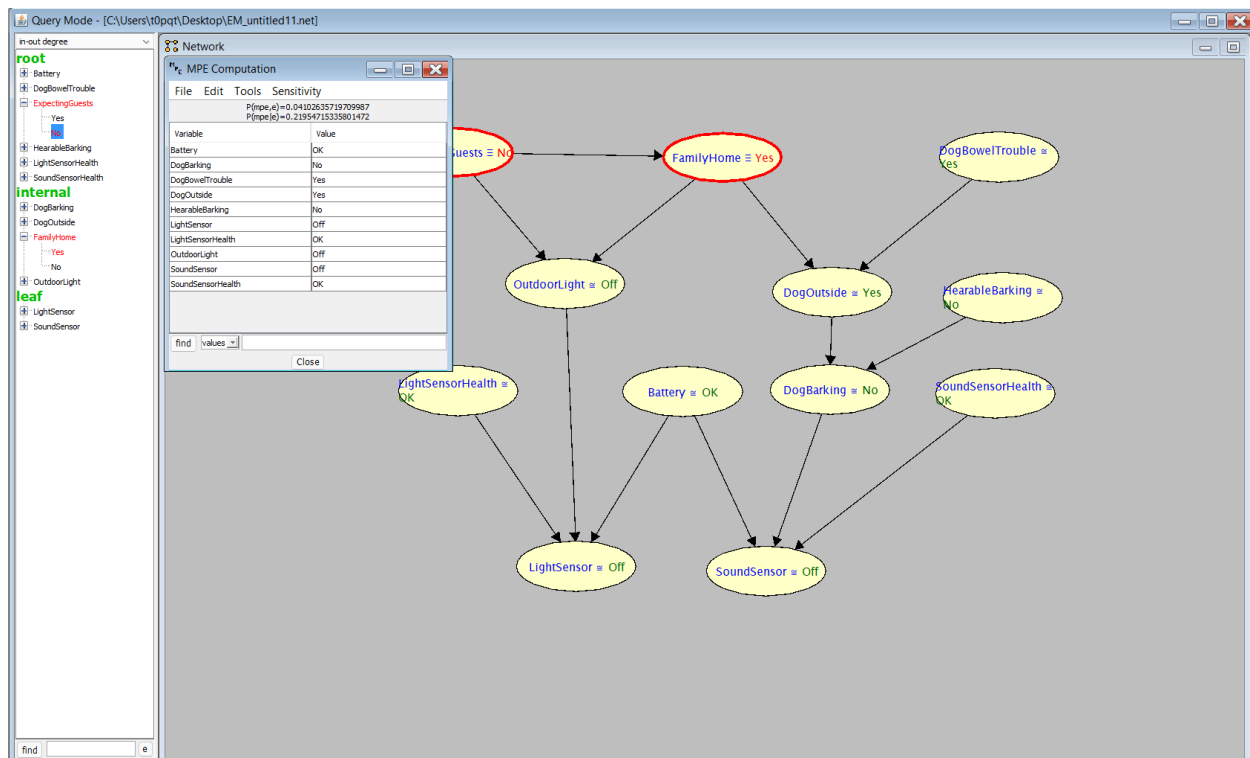 Query Mode - [C:\Users\t0pqt\Desktop\EM_untitled11.net]
in-out degree
root
Battery
DogBowelTrouble
ExpectingGuests
Yes
No
HearableBarking
LightSensorHealth
SoundSensorHealth
internal
DogBarking
DogOutside
FamilyHome
Yes
No
OutdoorLight
leaf
LightSensor
SoundSensor
find
e
Network
MPE Computation
File Edit Tools Sensitivity
P(mpe,e)=0.04102635719709987
P(mpe|e)=0.21954715335801472
Variable Value
Battery OK
DogBarking No
DogBowelTrouble Yes
DogOutside Yes
HearableBarking No
LightSensor Off
LightSensorHealth OK
OutdoorLight Off
SoundSensor Off
SoundSensorHealth OK
find values
Close
Guests ≡ No
FamilyHome ≡ Yes
DogBowelTrouble ≅
Yes
OutdoorLight ≅ Off
DogOutside ≅ Yes
HearableBarking ≅
No
LightSensorHealth ≅
OK
Battery ≅ OK
DogBarking ≅ No
SoundSensorHealth ≅
OK
LightSensor ≅ Off
SoundSensor ≅ Off